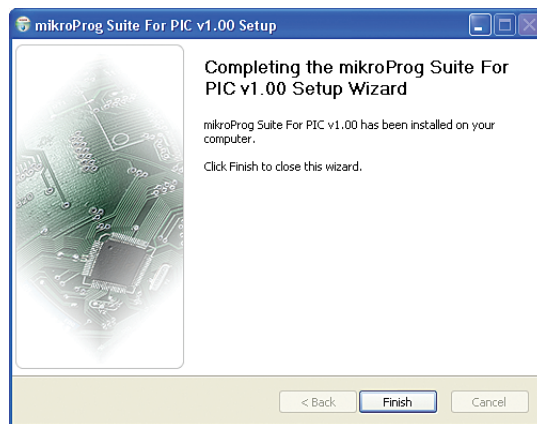 mikroProg Suite For PIC v1.00 Setup
Completing the mikroProg Suite For
PIC v1.00 Setup Wizard
mikroProg Suite For PIC v1.00 has been installed on your
computer.
Click Finish to close this wizard.
< Back
Finish
Cancel